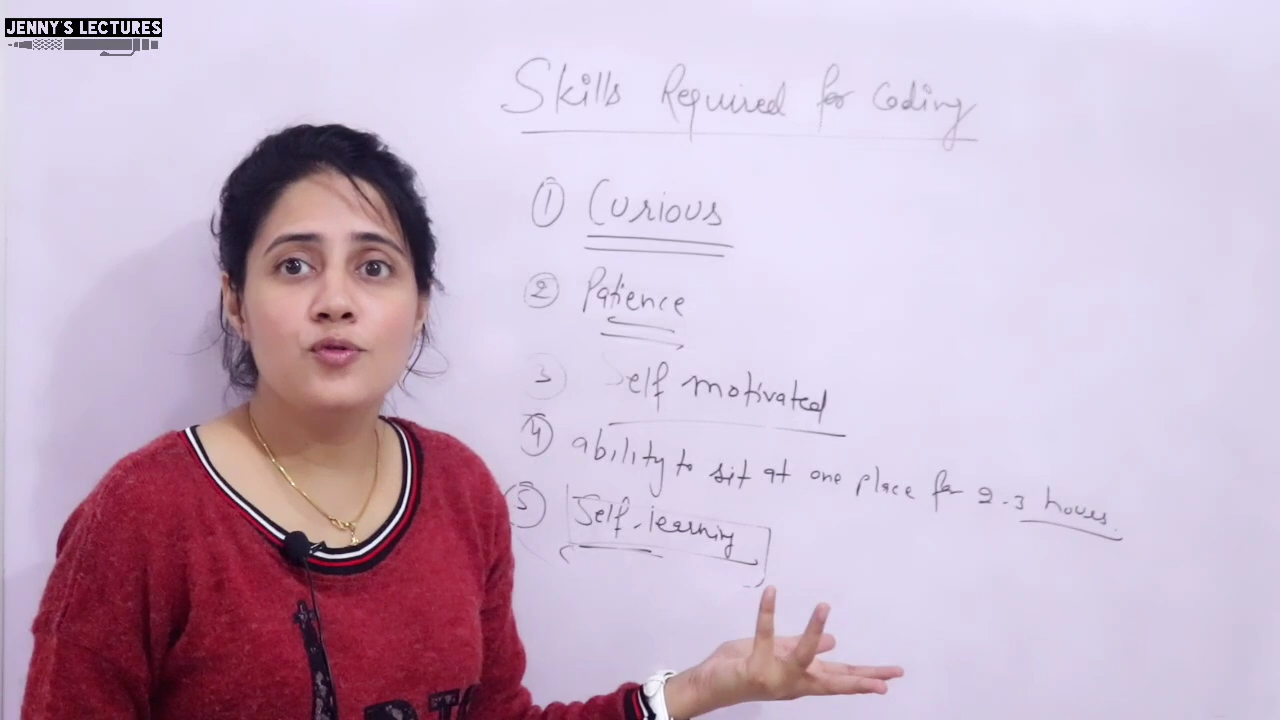 JENNY'S LECTURES
Skills Required for Coding
① Curious
② Patience
3 Self motivated
④ ability to sit at one place for 2-3 hours.
⑤ Self-learning